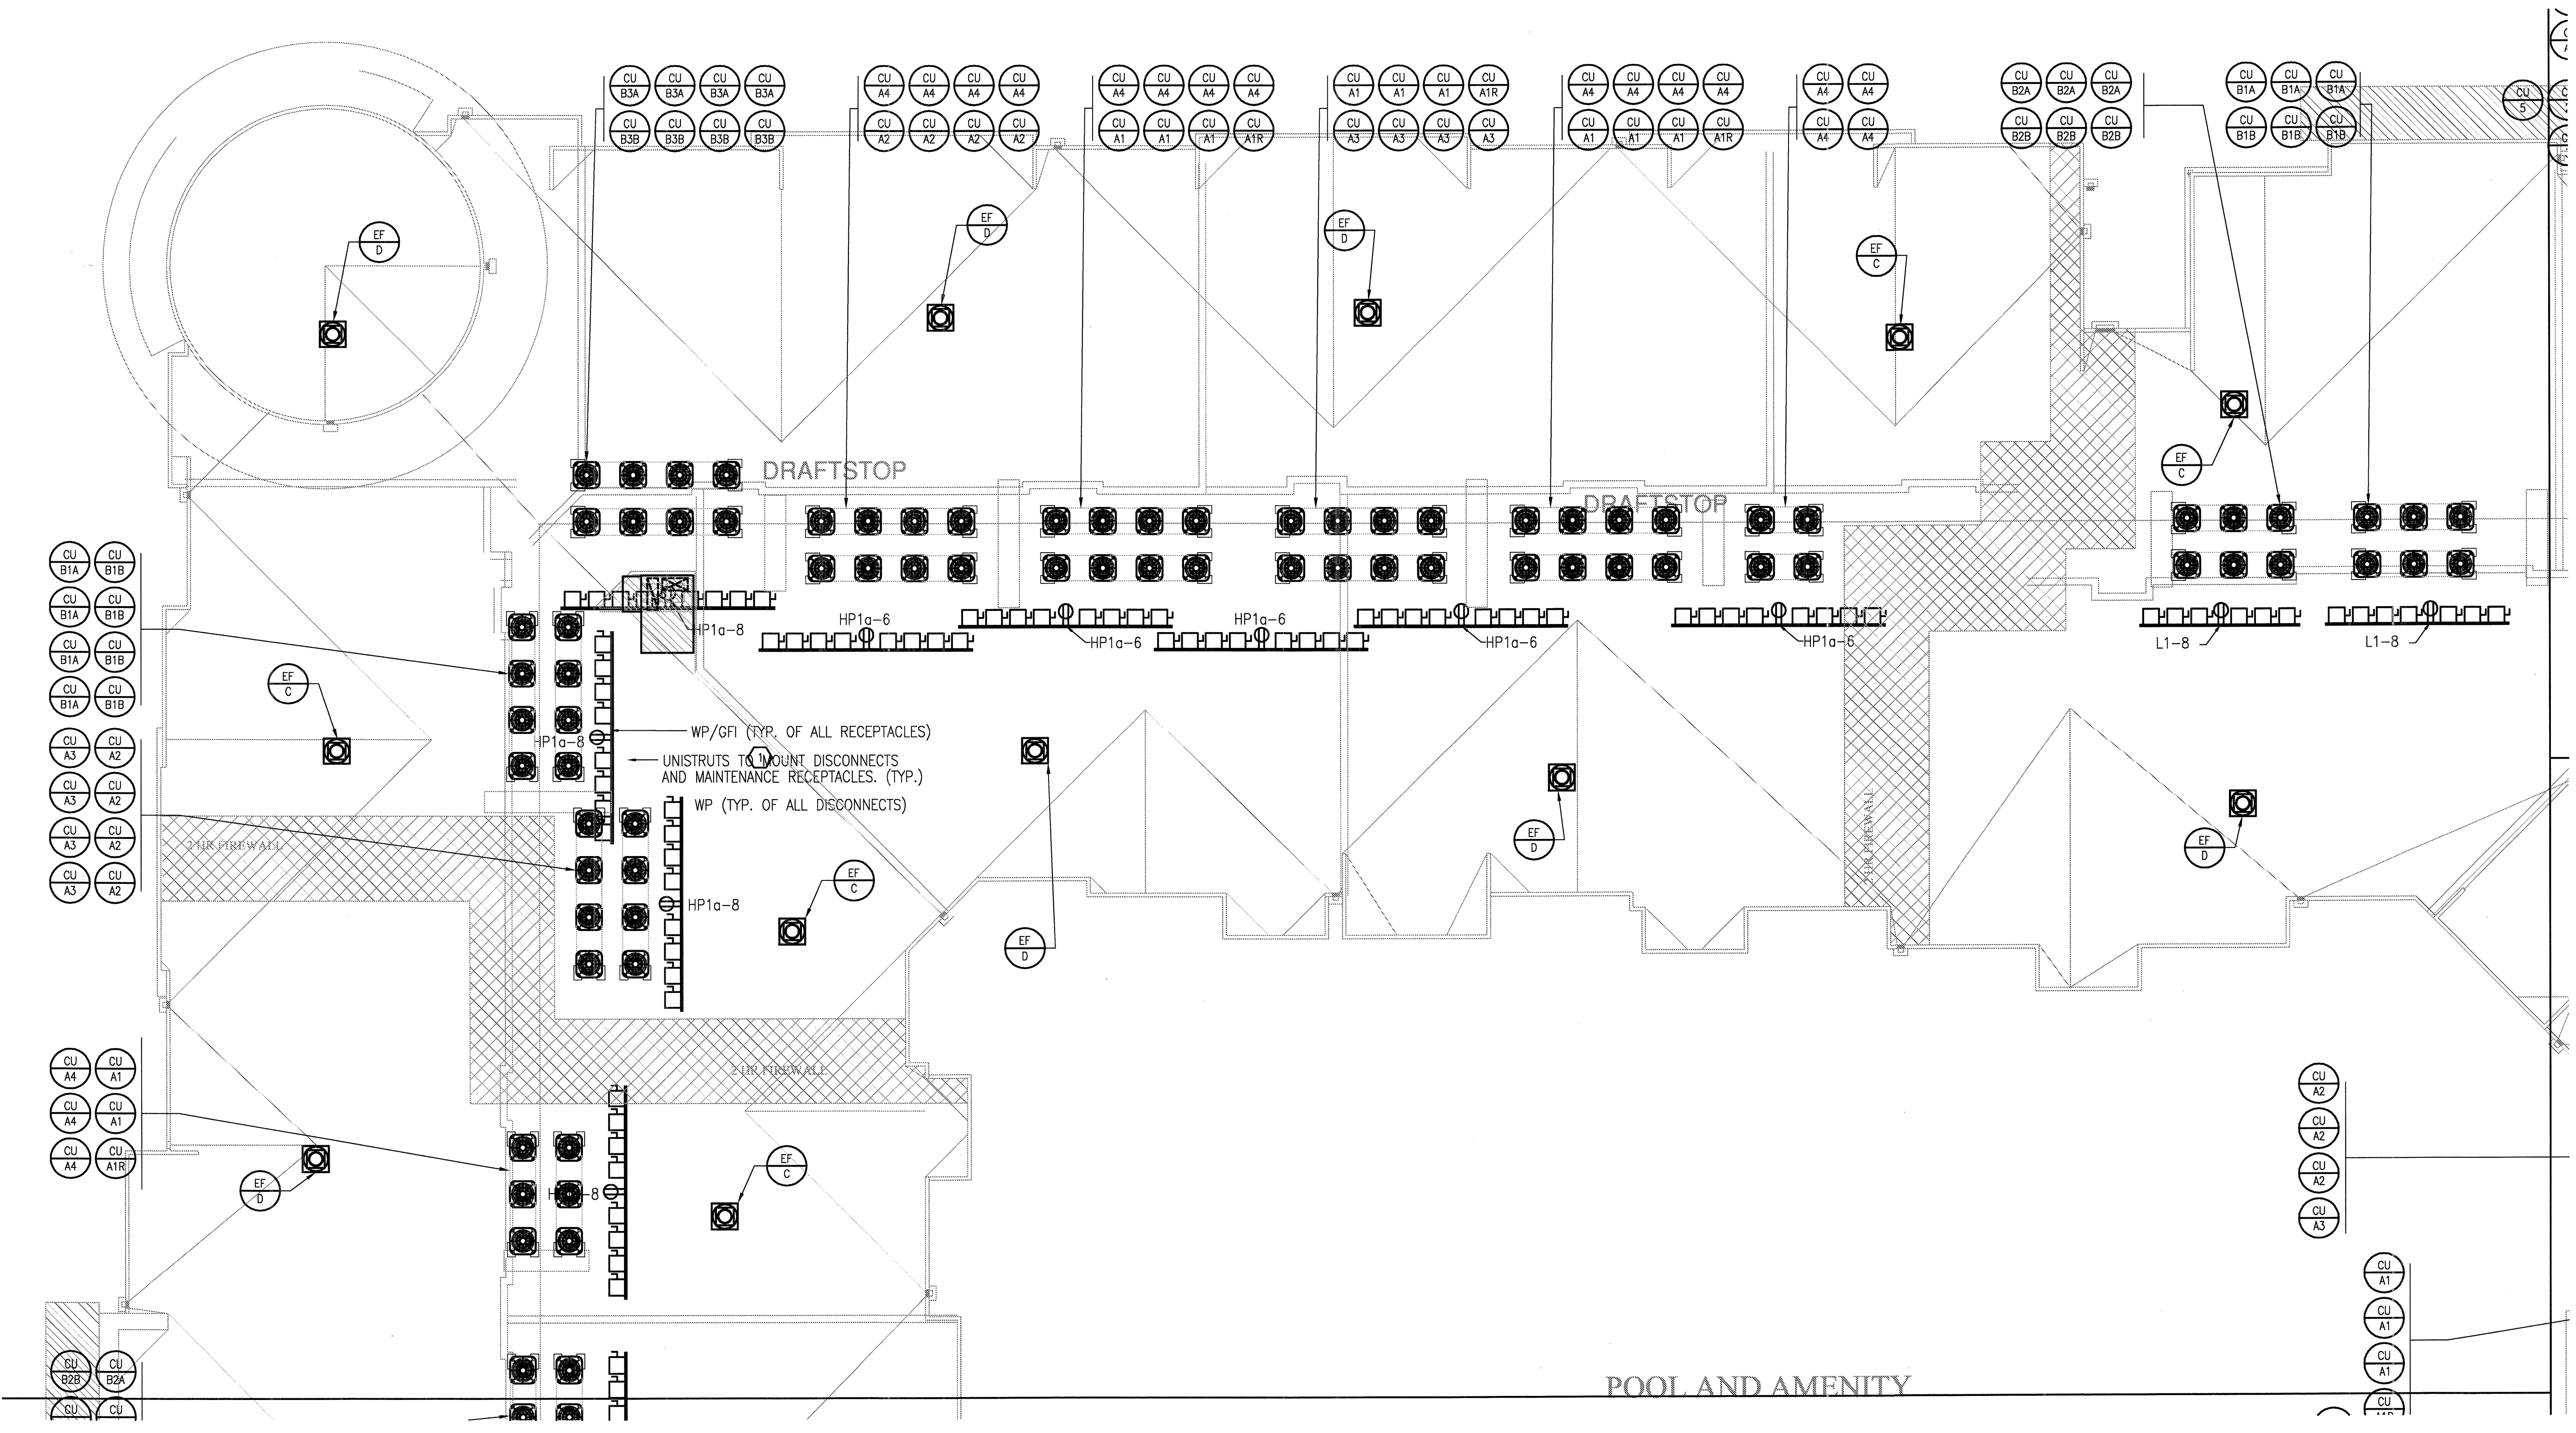 CU B3A CU B3A CU B3A CU B3A
CU B3B CU B3B CU B3B CU B3B
CU A4 CU A4 CU A4 CU A4
CU A2 CU A2 CU A2 CU A2
CU A4 CU A4 CU A4 CU A4
CU A1 CU A1 CU A1 CU A1R
CU A1 CU A1 CU A1 CU A1R
CU A3 CU A3 CU A3 CU A3
CU A4 CU A4 CU A4 CU A4
CU A1 CU A1 CU A1 CU A1R
CU A4 CU A4
CU A4 CU A4
CU B2A CU B2A CU B2A
CU B2B CU B2B CU B2B
CU B1A CU B1A CU B1A
CU B1B CU B1B CU B1B
CU 5
EF D
EF D
EF D
EF C
EF C
DRAFTSTOP
DRAFTSTOP
HP1a-8
HP1a-6
HP1a-6
HP1a-6
HP1a-6
HP1a-6
L1-8
L1-8
CU B1A CU B1B
CU B1A CU B1B
CU B1A CU B1B
CU B1A CU B1B
EF C
HP1a-8
WP/GFI (TYP. OF ALL RECEPTACLES)
1
UNISTRUTS TO MOUNT DISCONNECTS
AND MAINTENANCE RECEPTACLES. (TYP.)
WP (TYP. OF ALL DISCONNECTS)
CU A3 CU A2
CU A3 CU A2
CU A3 CU A2
CU A3 CU A2
2 HR FIREWALL
HP1a-8
EF C
EF D
EF D
2 HR FIREWALL
EF D
2 HR FIREWALL
CU A4 CU A1
CU A4 CU A1
CU A4 CU A1R
EF D
EF C
HP1a-8
CU A2
CU A2
CU A2
CU A3
CU A1
CU A1
CU A1
CU
CU B2B CU B2A
CU CU
POOL AND AMENITY